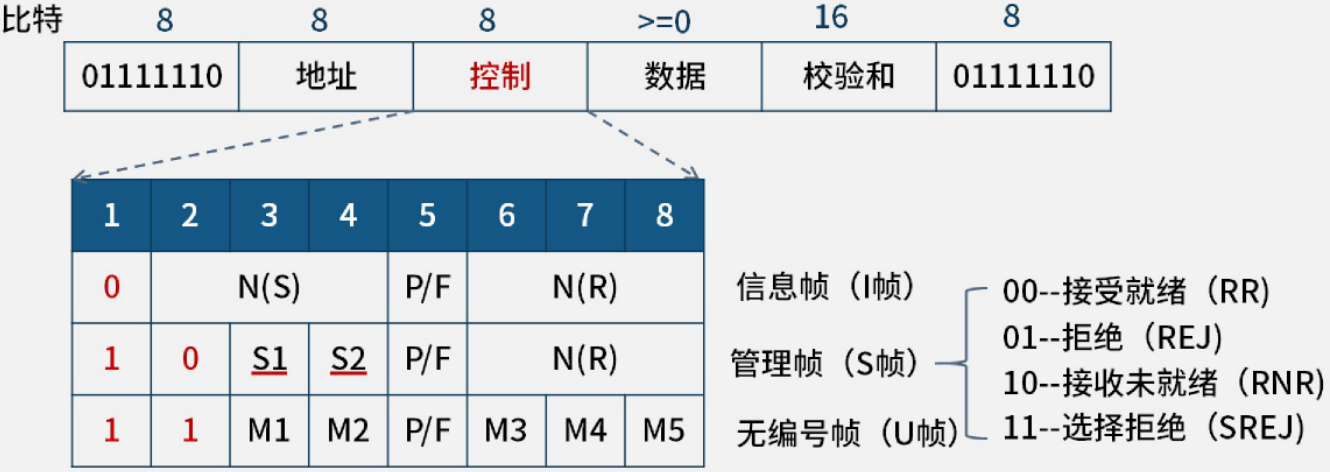 比特 8 8 8 >=0 16 8
01111110 地址 控制 数据 校验和 01111110
1 2 3 4 5 6 7 8
0 N(S) P/F N(R) 信息帧（I帧）
1 0 S1 S2 P/F N(R) 管理帧（S帧）
1 1 M1 M2 P/F M3 M4 M5 无编号帧（U帧）
00--接受就绪（RR)
01--拒绝（REJ)
10--接收未就绪（RNR)
11--选择拒绝（SREJ)